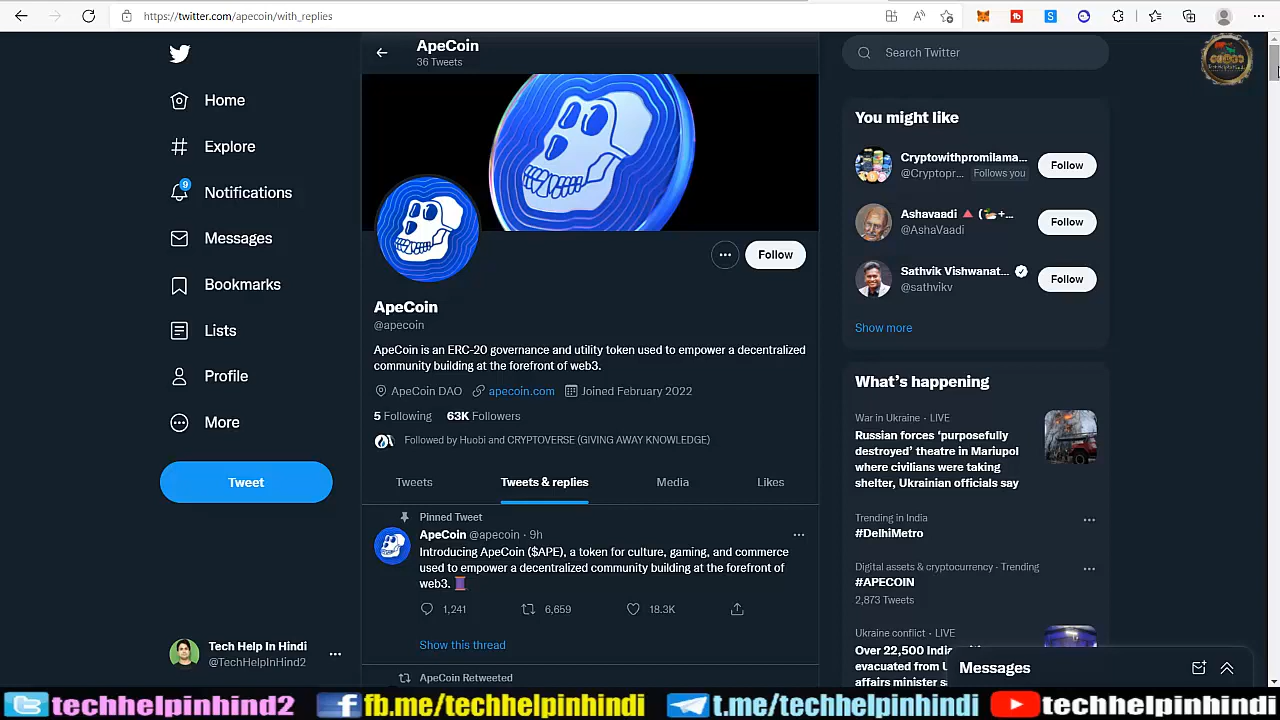 https://twitter.com/apecoin/with_replies
ApeCoin
36 Tweets
Search Twitter
Home
Explore
9
Notifications
Messages
Bookmarks
Lists
Profile
More
Tweet
Tech Help In Hindi
@TechHelpInHind2
Follow
ApeCoin
@apecoin
ApeCoin is an ERC-20 governance and utility token used to empower a decentralized
community building at the forefront of web3.
ApeCoin DAO apecoin.com Joined February 2022
5 Following 63K Followers
Followed by Huobi and CRYPTOVERSE (GIVING AWAY KNOWLEDGE)
Tweets Tweets & replies Media Likes
Pinned Tweet
ApeCoin @apecoin · 9h
Introducing ApeCoin ($APE), a token for culture, gaming, and commerce
used to empower a decentralized community building at the forefront of
web3.
1,241 6,659 18.3K
Show this thread
ApeCoin Retweeted
You might like
Cryptowithpromilama...
@Cryptopr... Follows you
Follow
Ashavaadi
@AshaVaadi
Follow
Sathvik Vishwanat...
@sathvikv
Follow
Show more
What's happening
War in Ukraine · LIVE
Russian forces 'purposefully
destroyed' theatre in Mariupol
where civilians were taking
shelter, Ukrainian officials say
Trending in India
#DelhiMetro
Digital assets & cryptocurrency · Trending
#APECOIN
2,873 Tweets
Ukraine conflict · LIVE
Over 22,500
evacuated from
affairs minister
Messages
techhelpinhind2 fb.me/techhelpinhindi t.me/techhelpinhindi techhelpinhindi